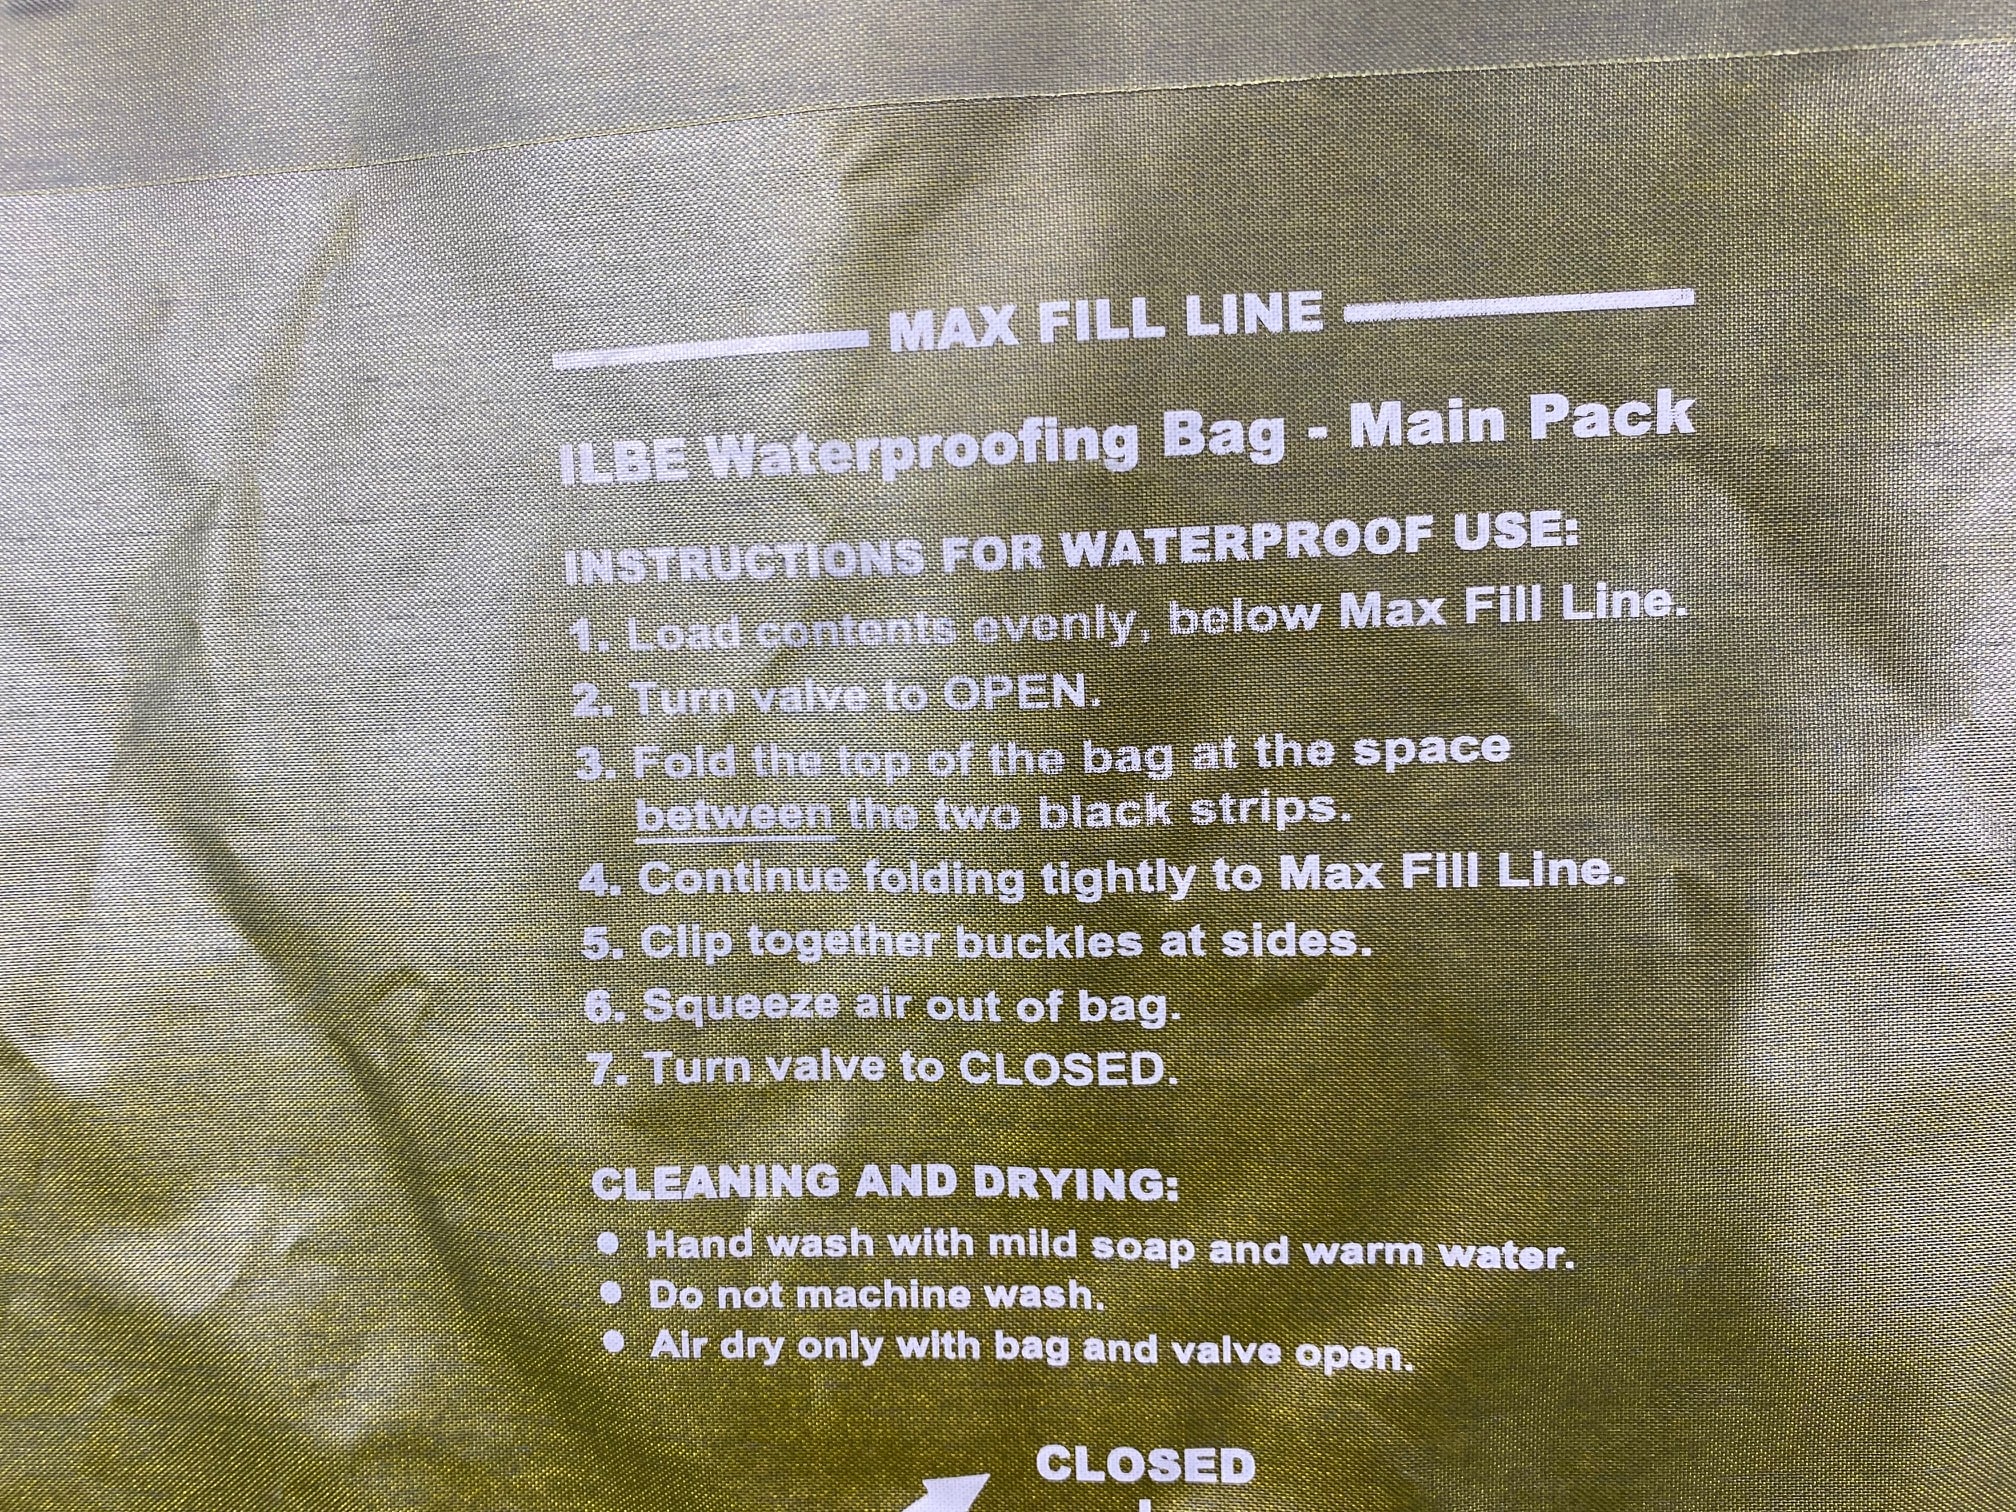 MAX FILL LINE
ILBE Waterproofing Bag - Main Pack
INSTRUCTIONS FOR WATERPROOF USE:
1. Load contents evenly, below Max Fill Line.
2. Turn valve to OPEN.
3. Fold the top of the bag at the space
between the two black strips.
4. Continue folding tightly to Max Fill Line.
5. Clip together buckles at sides.
6. Squeeze air out of bag.
7. Turn valve to CLOSED.
CLEANING AND DRYING:
● Hand wash with mild soap and warm water.
● Do not machine wash.
● Air dry only with bag and valve open.
CLOSED